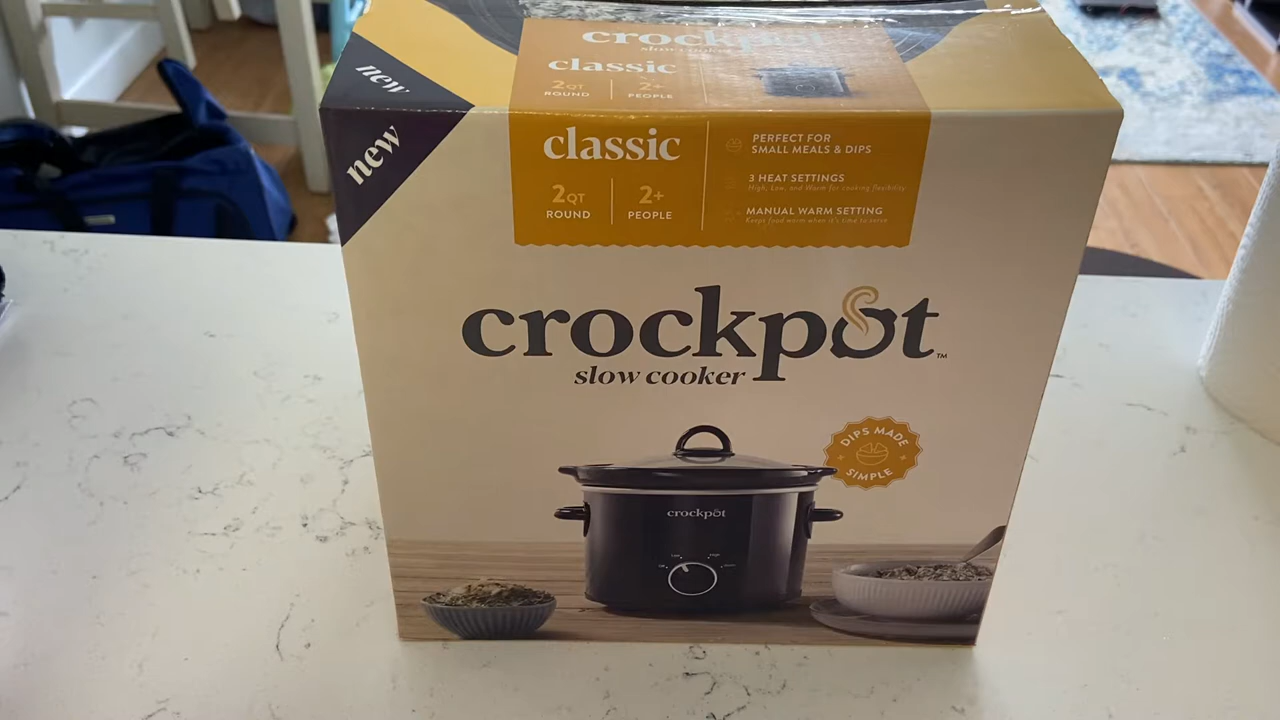 crockpot
slow cooker
classic
2QT
ROUND
2+
PEOPLE
new
new
classic
2QT
ROUND
2+
PEOPLE
PERFECT FOR
SMALL MEALS & DIPS
3 HEAT SETTINGS
High, Low, and Warm for cooking flexibility
MANUAL WARM SETTING
Keeps food warm when it's time to serve
crockpot™
slow cooker
DIPS MADE
SIMPLE
crockpot